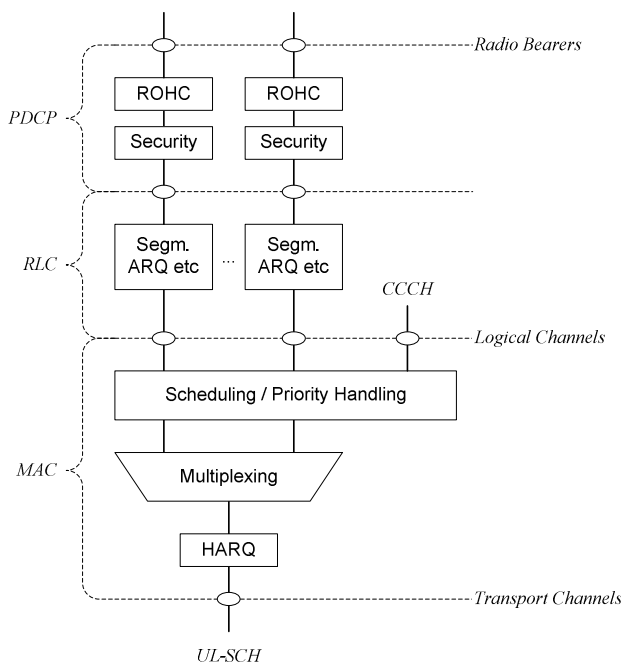 Radio Bearers
ROHC ROHC
PDCP
Security Security
Segm. ARQ etc ... Segm. ARQ etc
RLC
CCCH
Logical Channels
Scheduling / Priority Handling
MAC
Multiplexing
HARQ
Transport Channels
UL-SCH